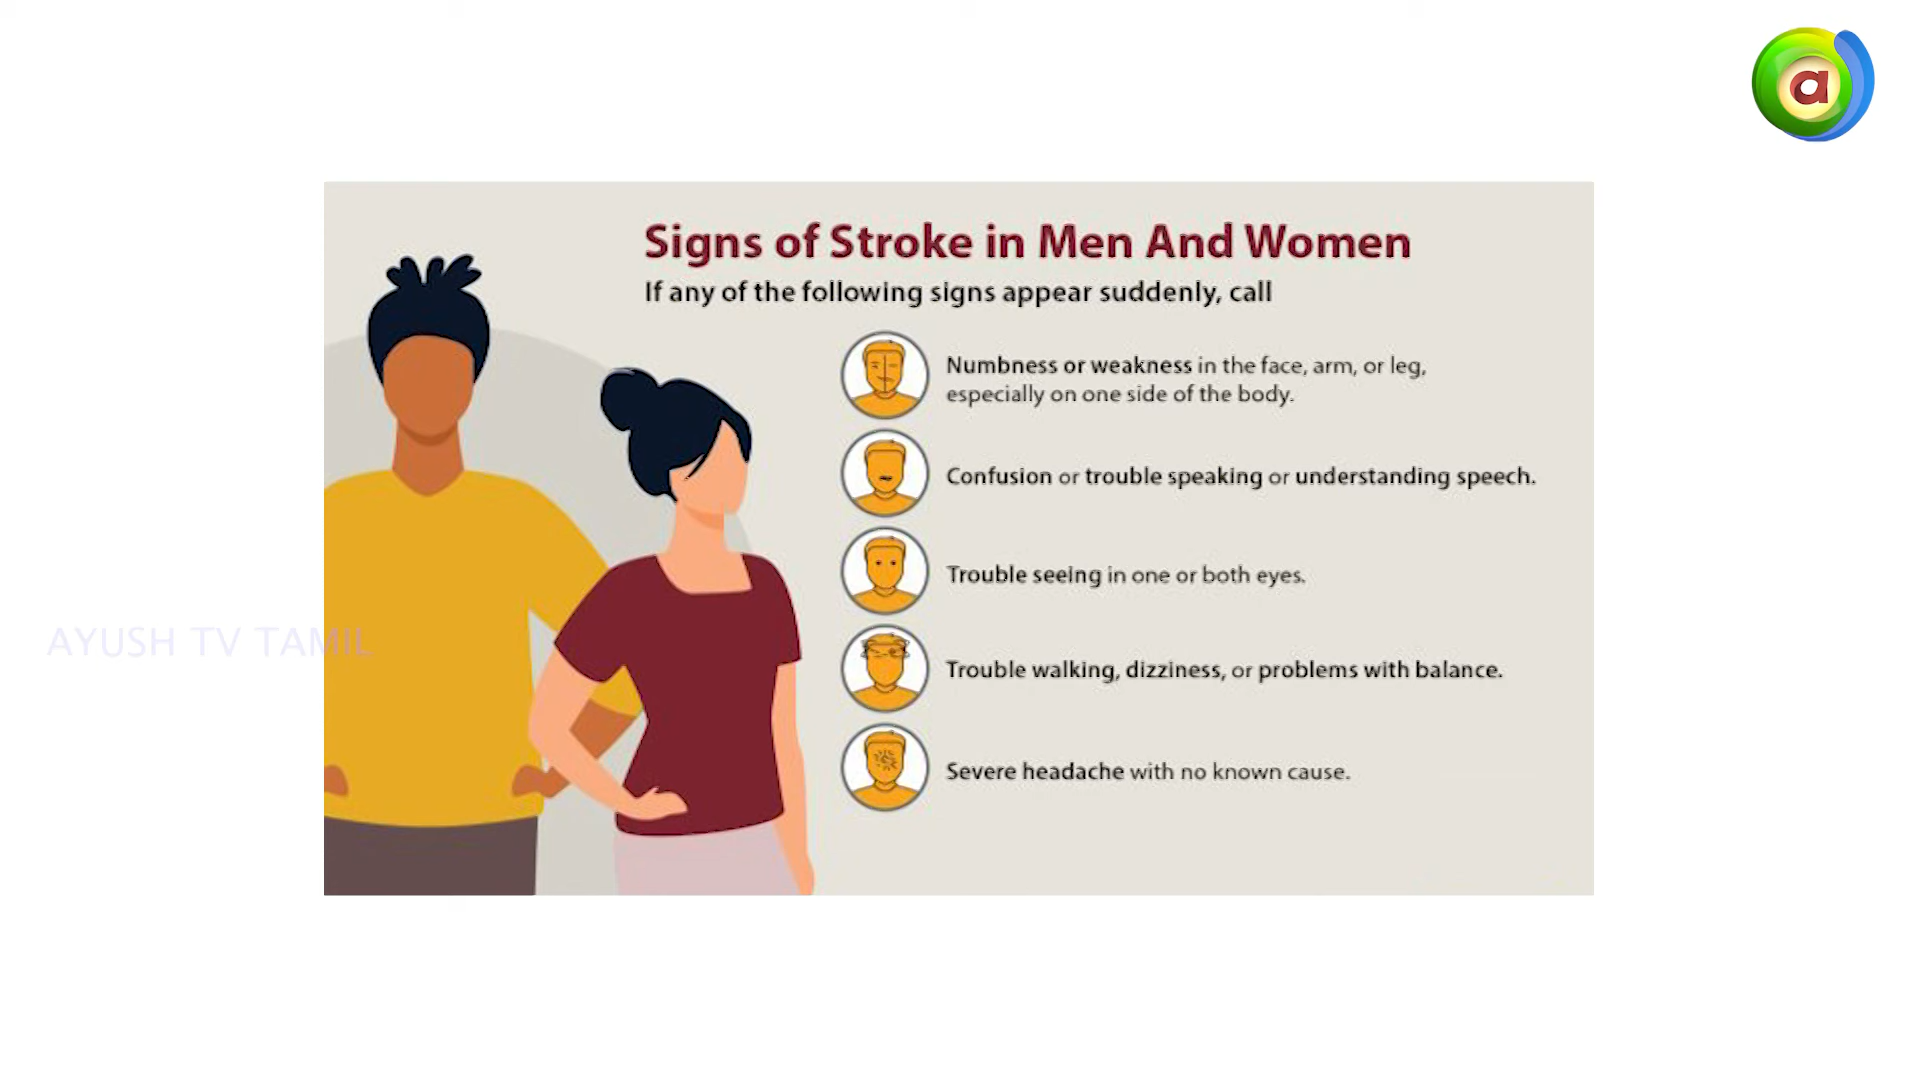 a
Signs of Stroke in Men And Women
If any of the following signs appear suddenly, call
Numbness or weakness in the face, arm, or leg,
especially on one side of the body.
Confusion or trouble speaking or understanding speech.
Trouble seeing in one or both eyes.
AYUSH TV TAMIL
Trouble walking, dizziness, or problems with balance.
Severe headache with no known cause.